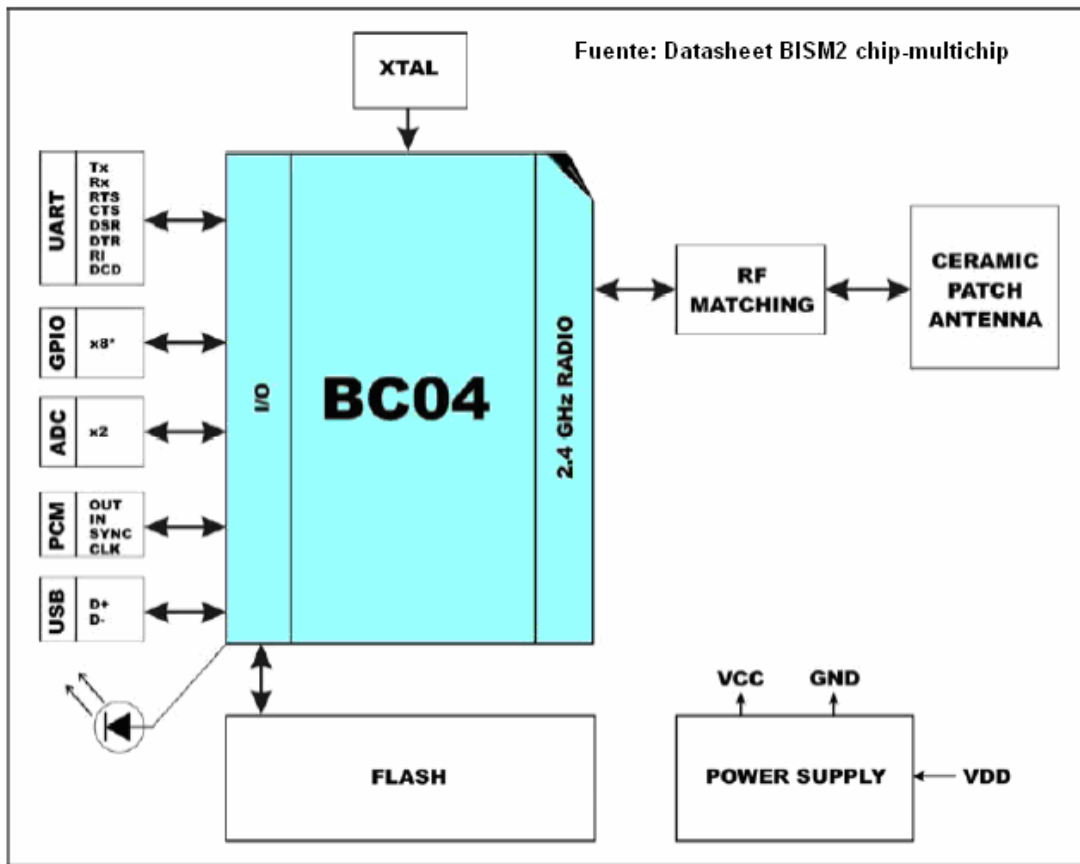 Fuente: Datasheet BISM2 chip-multichip
XTAL
UART
Tx
Rx
RTS
CTS
DSR
DTR
RI
DCD
GPIO
x8*
ADC
x2
PCM
OUT
IN
SYNC
CLK
USB
D+
D-
I/O
BC04
2.4 GHz RADIO
RF
MATCHING
CERAMIC
PATCH
ANTENNA
FLASH
VCC
GND
POWER SUPPLY
VDD